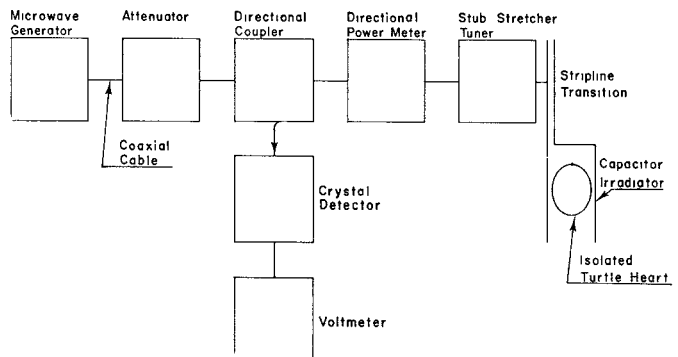 Microwave
Generator
Attenuator
Directional
Coupler
Directional
Power Meter
Stub Stretcher
Tuner
Stripline
Transition
Coaxial
Cable
Crystal
Detector
Capacitor
Irradiator
Isolated
Turtle Heart
Voltmeter